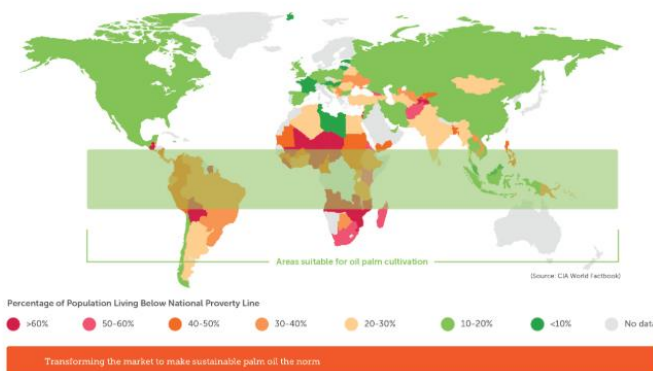 Areas suitable for oil palm cultivation
(Source: CIA World Factbook)
Percentage of Population Living Below National Proverty Line
>60%
50-60%
40-50%
30-40%
20-30%
10-20%
<10%
No data
Transforming the market to make sustainable palm oil the norm